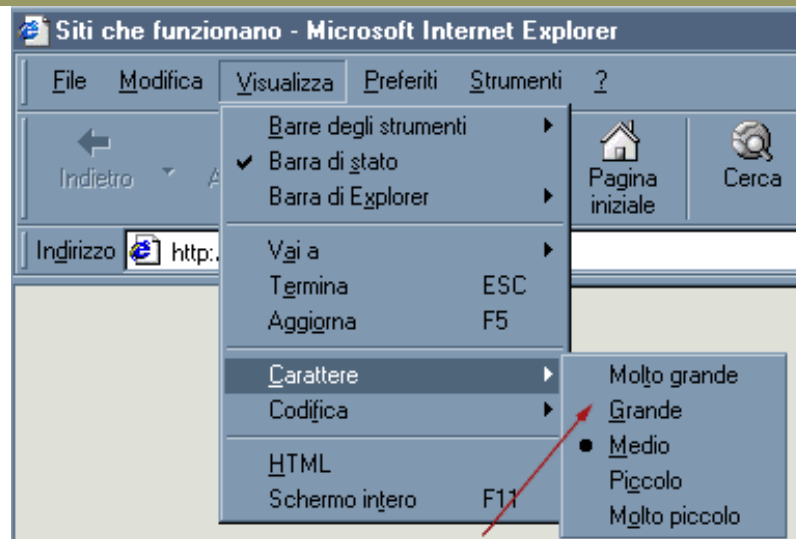 Siti che funzionano - Microsoft Internet Explorer
File Modifica Visualizza Preferiti Strumenti ?
Indietro
Pagina iniziale
Cerca
Indirizzo http:
Barre degli strumenti
Barra di stato
Barra di Explorer
Vai a
Termina ESC
Aggiorna F5
Carattere
Codifica
HTML
Schermo intero F11
Molto grande
Grande
Medio
Piccolo
Molto piccolo